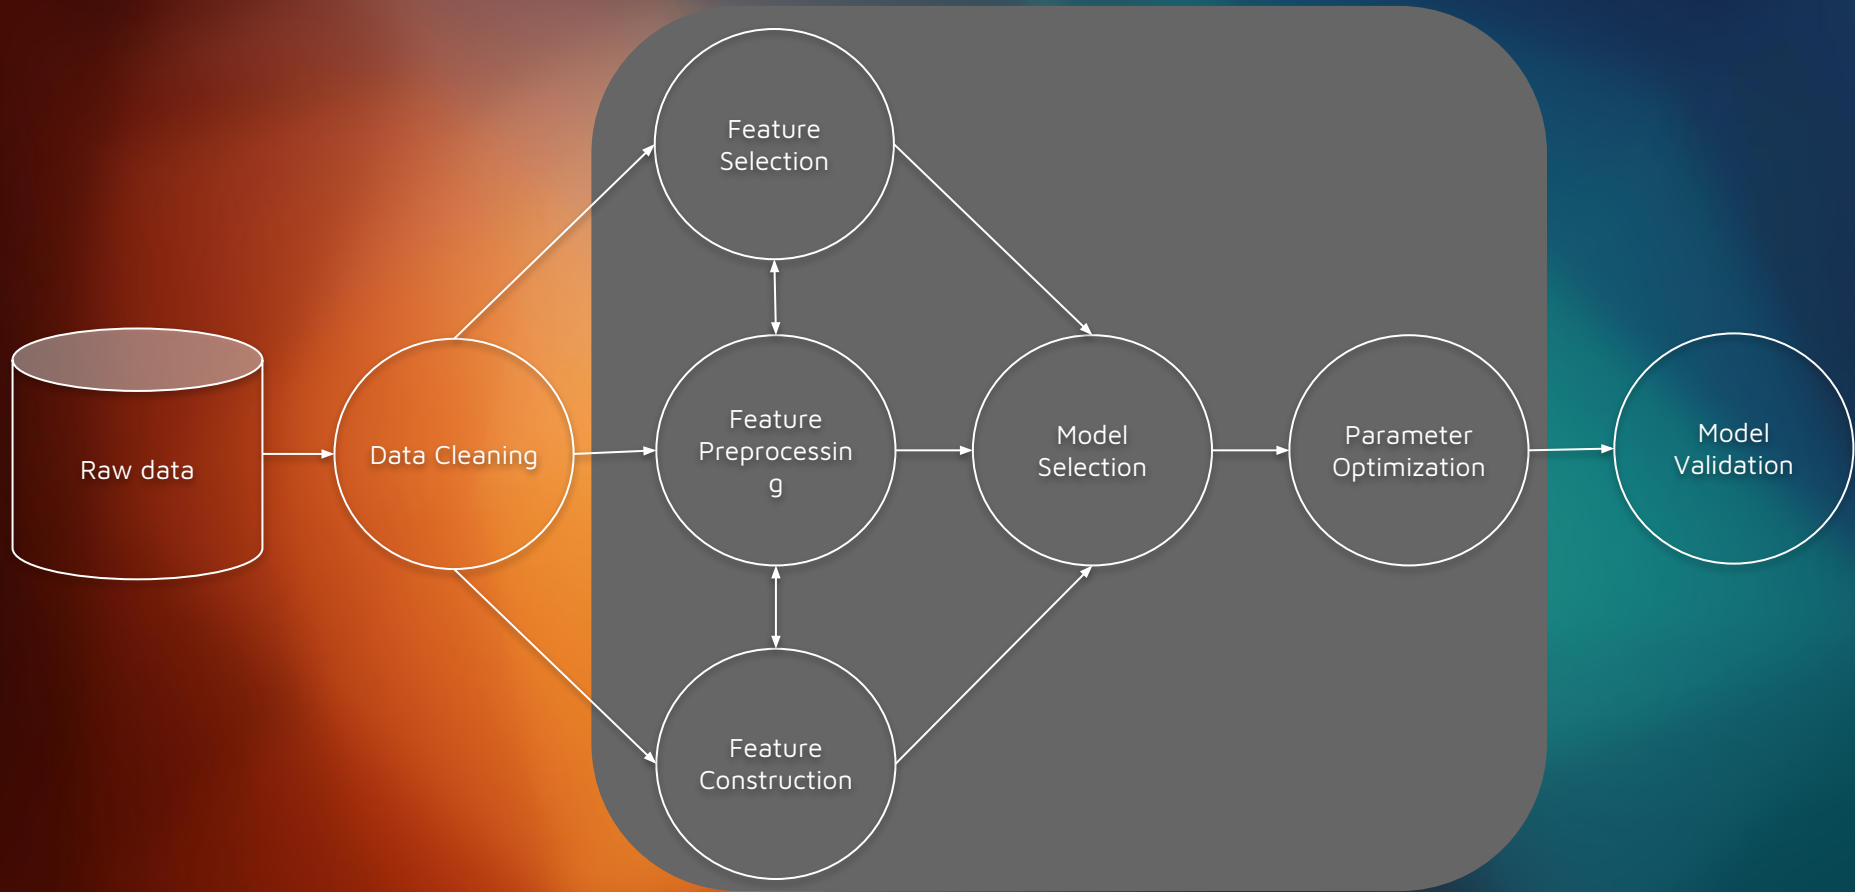 Raw data
Data Cleaning
Feature
Selection
Feature
Preprocessin
g
Feature
Construction
Model
Selection
Parameter
Optimization
Model
Validation